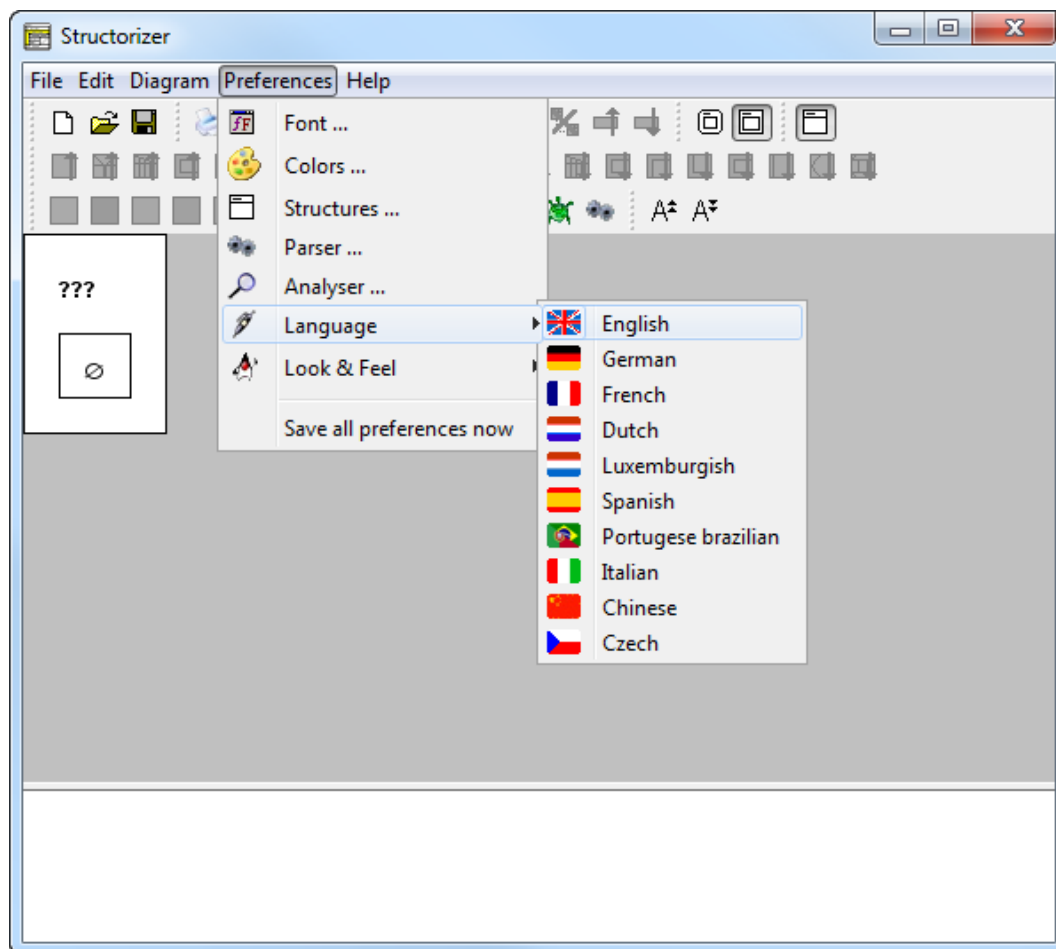 Structorizer
File Edit Diagram Preferences Help
Font ...
Colors ...
Structures ...
Parser ...
Analyser ...
Language
Look & Feel
Save all preferences now
English
German
French
Dutch
Luxemburgish
Spanish
Portugese brazilian
Italian
Chinese
Czech
A A
???
∅